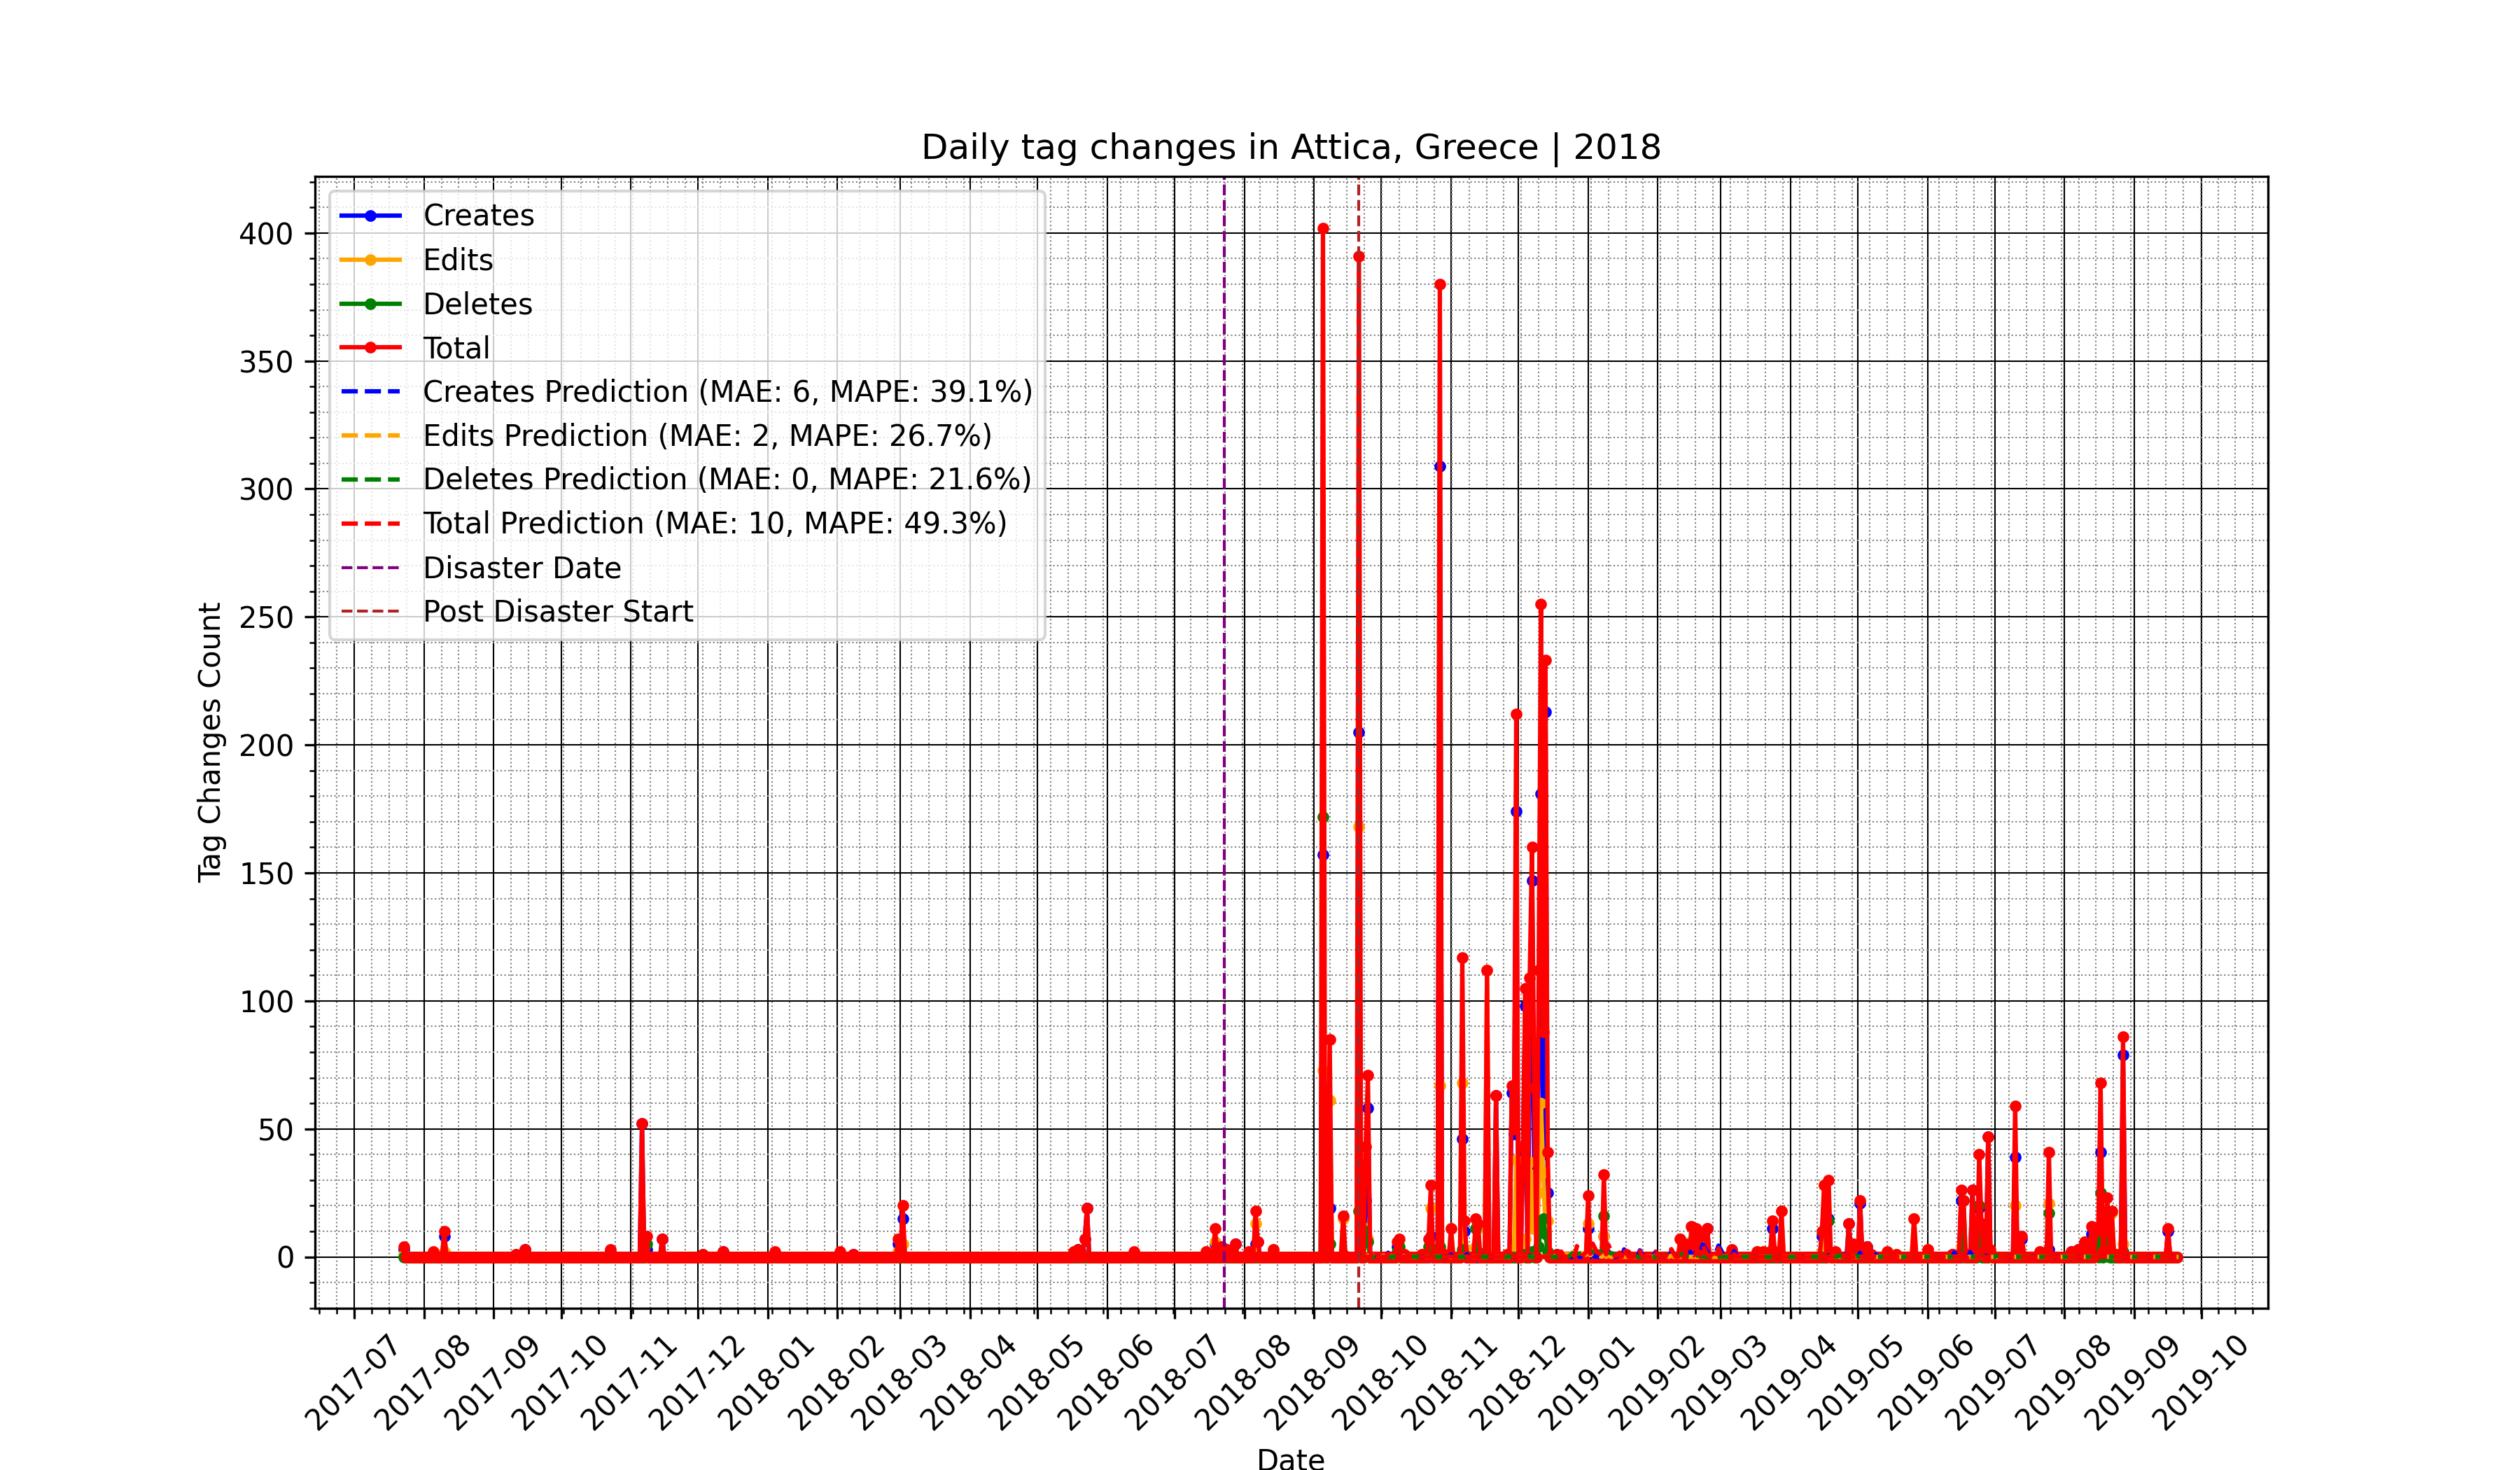 Daily tag changes in Attica, Greece | 2018
Creates
Edits
Deletes
Total
Creates Prediction (MAE: 6, MAPE: 39.1%)
Edits Prediction (MAE: 2, MAPE: 26.7%)
Deletes Prediction (MAE: 0, MAPE: 21.6%)
Total Prediction (MAE: 10, MAPE: 49.3%)
Disaster Date
Post Disaster Start
Tag Changes Count
400
350
300
250
200
150
100
50
0
2017-07
2017-08
2017-09
2017-10
2017-11
2017-12
2018-01
2018-02
2018-03
2018-04
2018-05
2018-06
2018-07
2018-08
2018-09
2018-10
2018-11
2018-12
2019-01
2019-02
2019-03
2019-04
2019-05
2019-06
2019-07
2019-08
2019-09
2019-10
Date